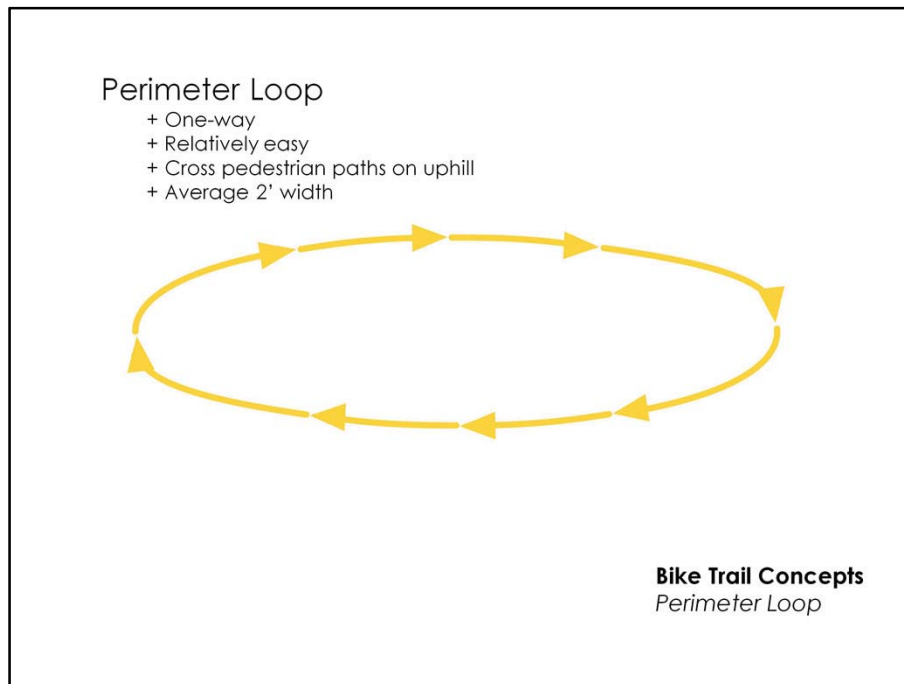 Perimeter Loop
+ One-way
+ Relatively easy
+ Cross pedestrian paths on uphill
+ Average 2’ width
Bike Trail Concepts
Perimeter Loop